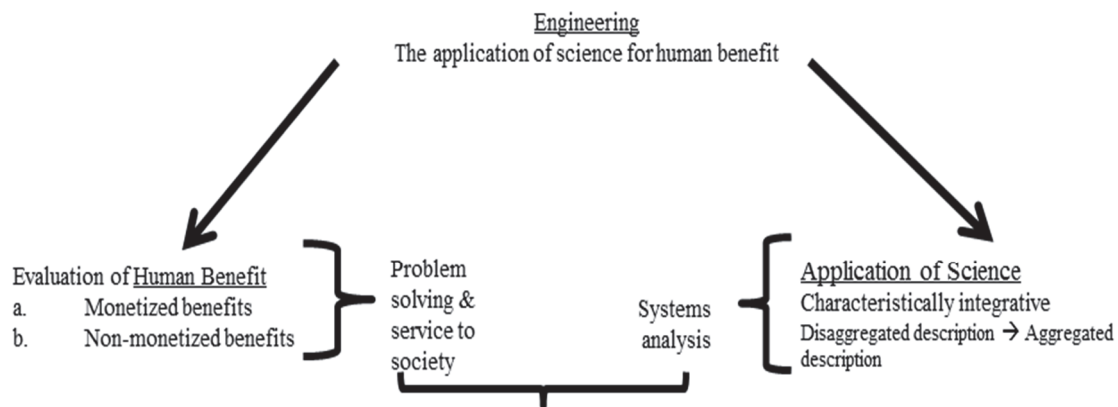 Engineering
The application of science for human benefit
Evaluation of Human Benefit
a. Monetized benefits
b. Non-monetized benefits
Problem
solving &
service to
society
Systems
analysis
Application of Science
Characteristically integrative
Disaggregated description → Aggregated
description